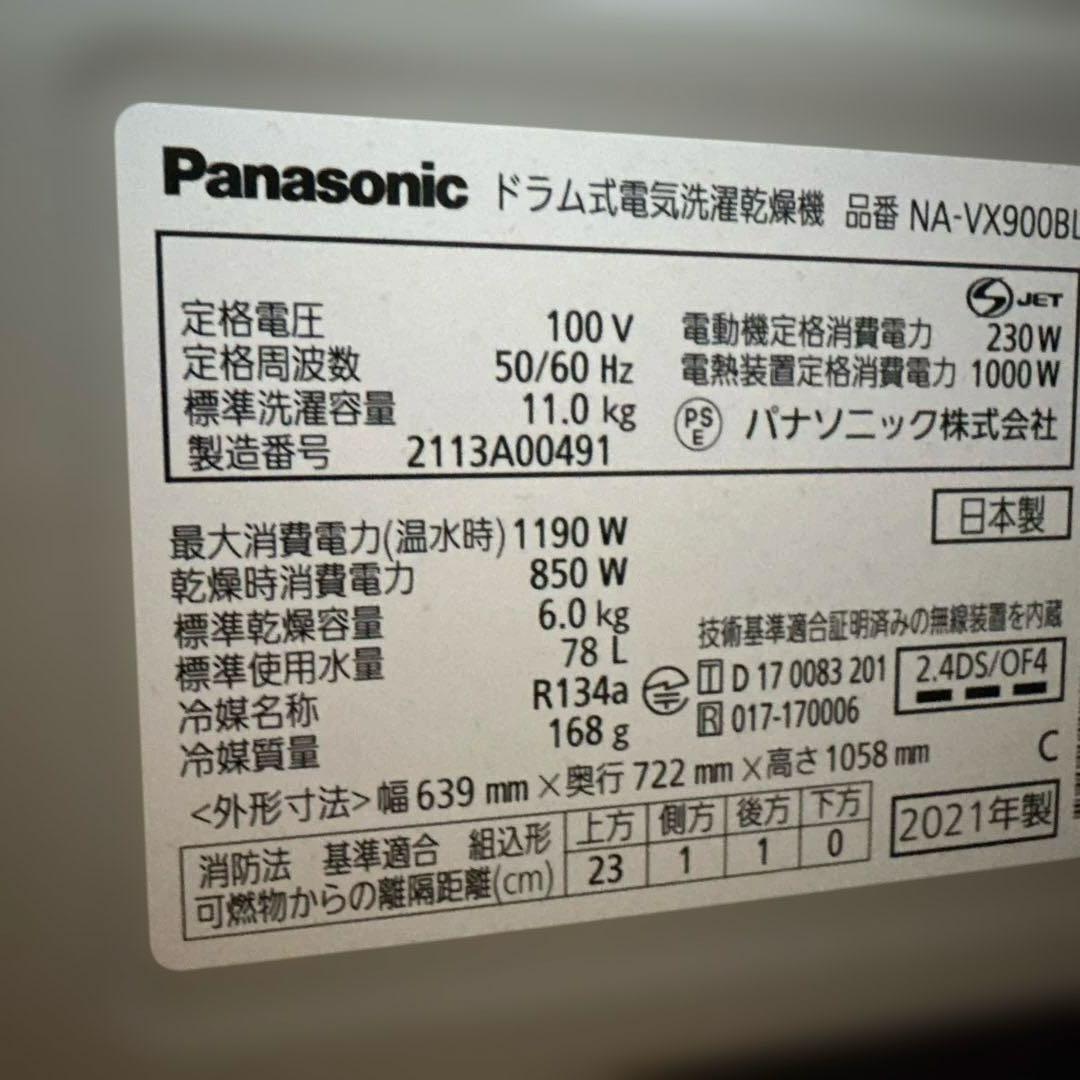 Panasonic ドラム式電気洗濯乾燥機 品番 NA-VX900BL
JET
定格電圧 100 V 電動機定格消費電力 230 W
定格周波数 50/60 Hz 電熱装置定格消費電力 1000 W
標準洗濯容量 11.0 kg
PSE パナソニック株式会社
製造番号 2113A00491
日本製
最大消費電力(温水時) 1190 W
乾燥時消費電力 850 W
標準乾燥容量 6.0 kg
標準使用水量 78 L
冷媒名称 R134a
冷媒質量 168 g
技術基準適合証明済みの無線装置を内蔵
T D 17 0083 201
R 017-170006
2.4DS/OF4
C
<外形寸法> 幅 639 mm × 奥行 722 mm × 高さ 1058 mm
消防法 基準適合 組込形 上方 側方 後方 下方
可燃物からの離隔距離(cm) 23 1 1 0
2021年製